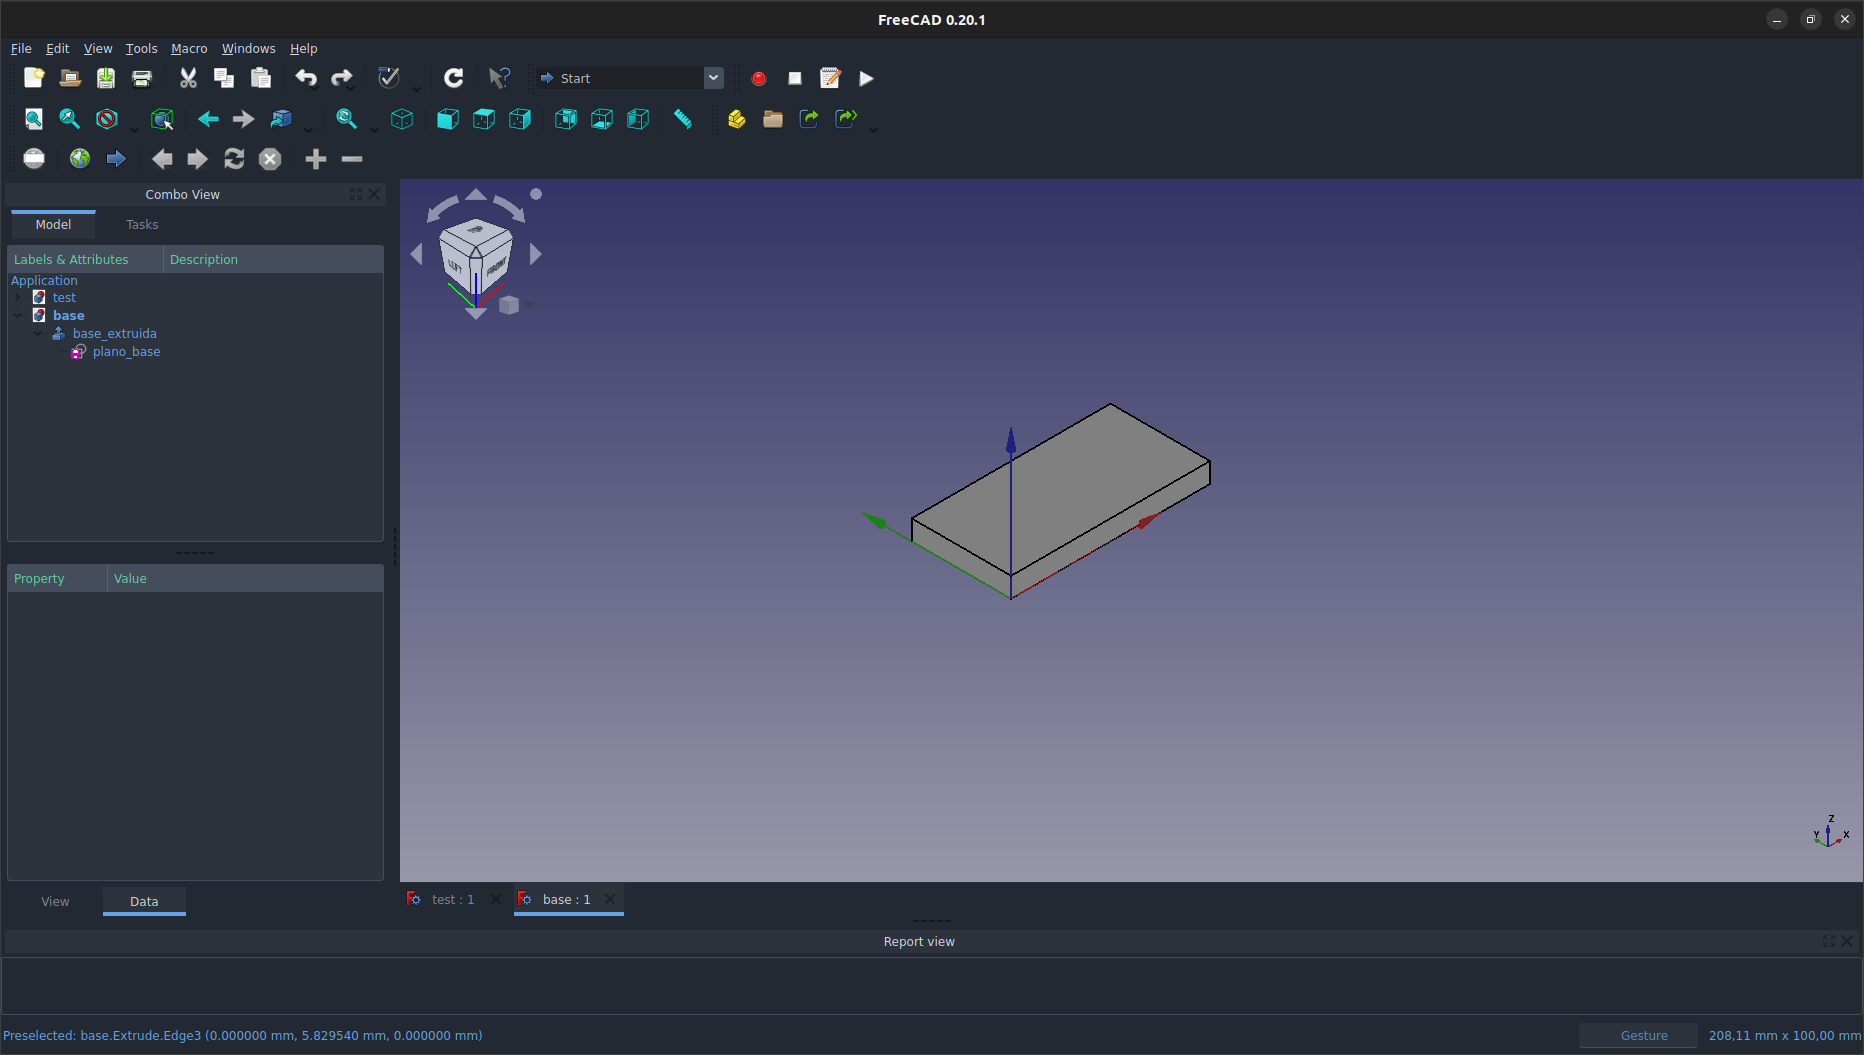 FreeCAD 0.20.1
File Edit View Tools Macro Windows Help
Start
Combo View
Model Tasks
Labels & Attributes Description
Application
test
base
base_extruida
plano_base
Property Value
View Data
LEFT FRONT
Z
Y X
test : 1 base : 1
Report view
Preselected: base.Extrude.Edge3 (0.000000 mm, 5.829540 mm, 0.000000 mm)
Gesture 208,11 mm x 100,00 mm